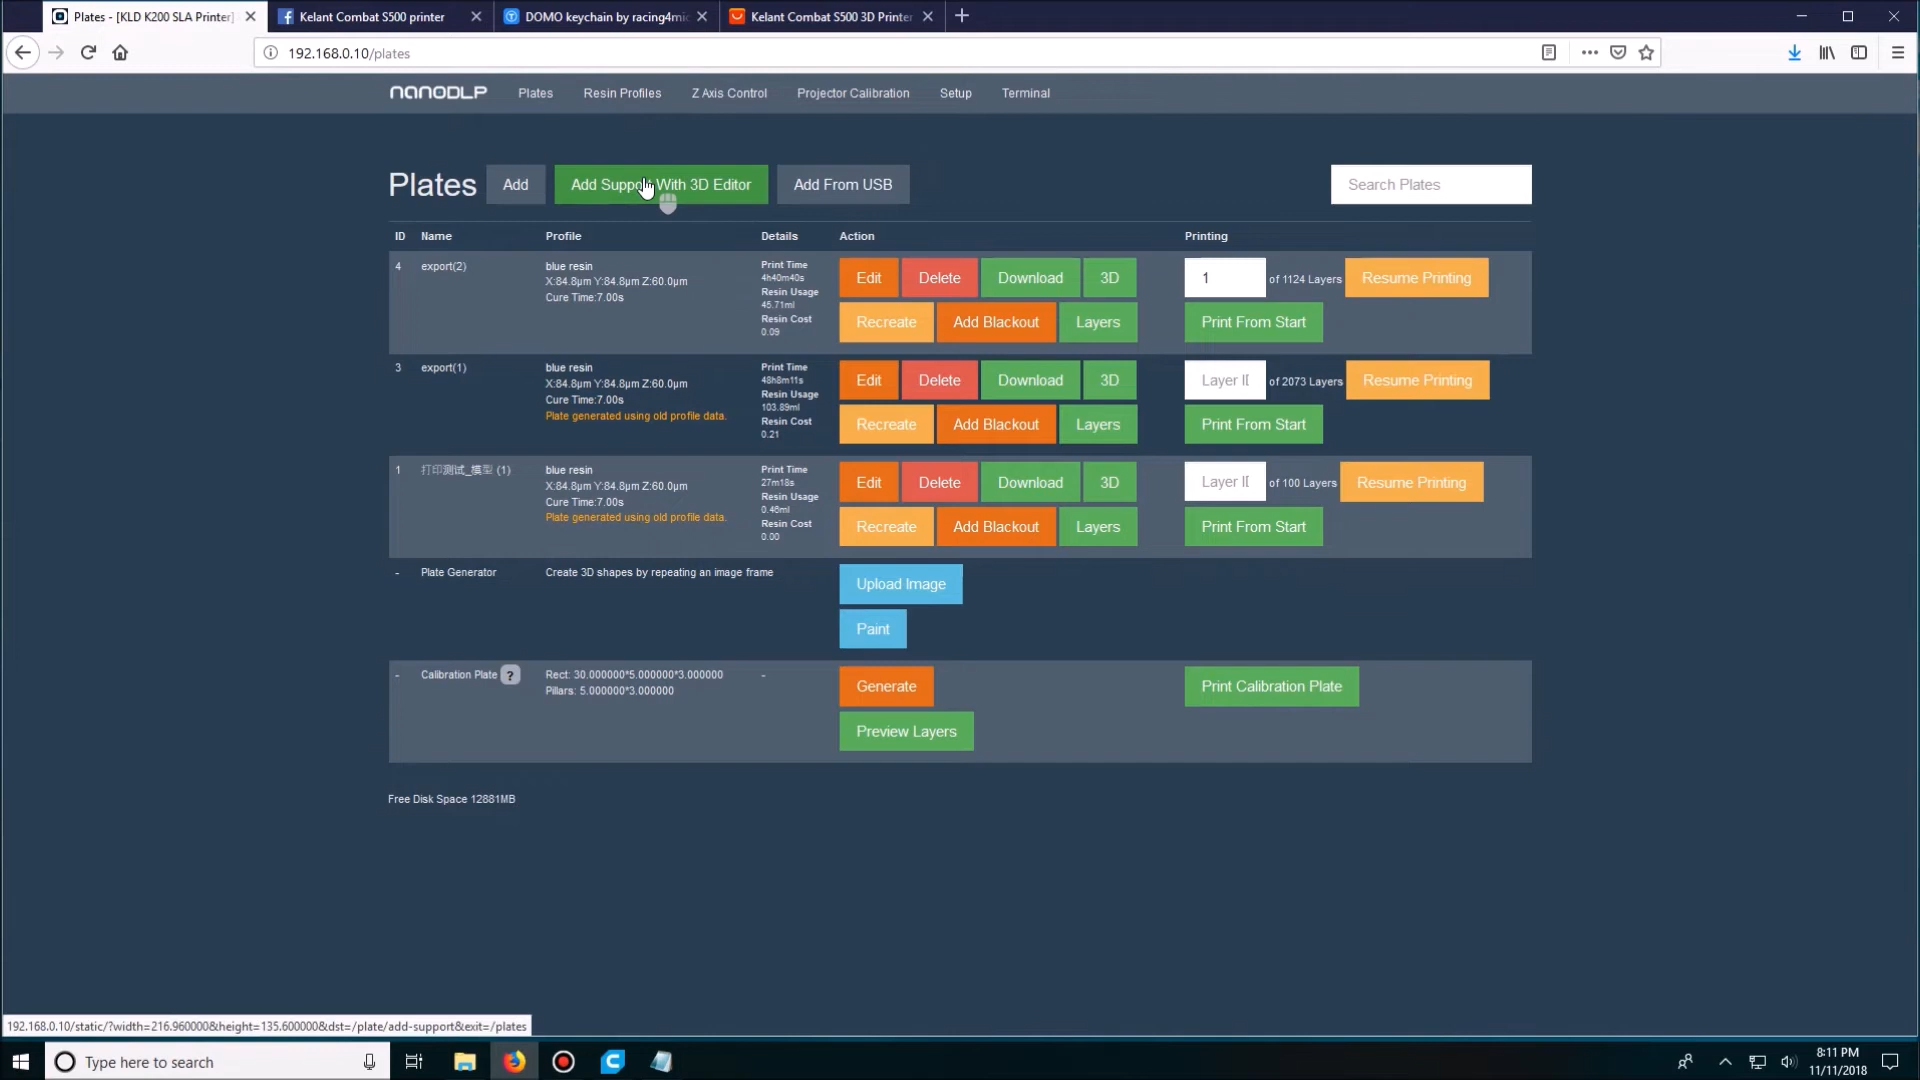 Plates - [KLD K200 SLA Printer]
Kelant Combat S500 printer
DOMO keychain by racing4mic
Kelant Combat S500 3D Printer
192.168.0.10/plates
nanoDLP
Plates
Resin Profiles
Z Axis Control
Projector Calibration
Setup
Terminal
Plates
Add
Add Support With 3D Editor
Add From USB
Search Plates
ID Name Profile Details Action Printing
4 export(2)
blue resin
X:84.8µm Y:84.8µm Z:60.0µm
Cure Time:7.00s
Print Time
4h40m40s
Resin Usage
45.71ml
Resin Cost
0.09
Edit Delete Download 3D
Recreate Add Blackout Layers
1 of 1124 Layers Resume Printing
Print From Start
3 export(1)
blue resin
X:84.8µm Y:84.8µm Z:60.0µm
Cure Time:7.00s
Plate generated using old profile data.
Print Time
48h8m11s
Resin Usage
103.89ml
Resin Cost
0.21
Edit Delete Download 3D
Recreate Add Blackout Layers
Layer ID of 2073 Layers Resume Printing
Print From Start
1 打印测试_模型 (1)
blue resin
X:84.8µm Y:84.8µm Z:60.0µm
Cure Time:7.00s
Plate generated using old profile data.
Print Time
27m18s
Resin Usage
0.46ml
Resin Cost
0.00
Edit Delete Download 3D
Recreate Add Blackout Layers
Layer ID of 100 Layers Resume Printing
Print From Start
- Plate Generator
Create 3D shapes by repeating an image frame
Upload Image
Paint
- Calibration Plate ?
Rect: 30.000000*5.000000*3.000000
Pillars: 5.000000*3.000000
-
Generate
Preview Layers
Print Calibration Plate
Free Disk Space 12881MB
192.168.0.10/static/?width=216.960000&height=135.600000&dst=/plate/add-support&exit=/plates
Type here to search
8:11 PM
11/11/2018